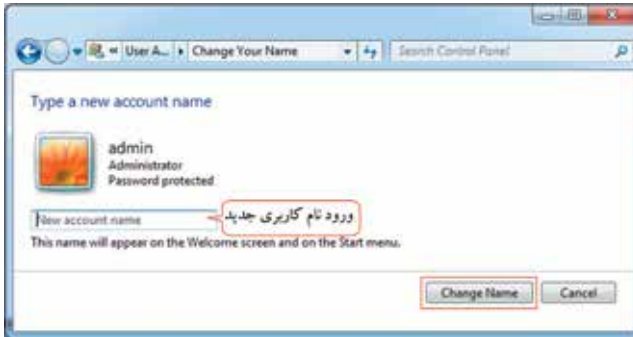 « User A... ▸ Change Your Name
Search Control Panel
Type a new account name
admin
Administrator
Password protected
New account name
ورود نام کاربری جدید
This name will appear on the Welcome screen and on the Start menu.
Change Name
Cancel